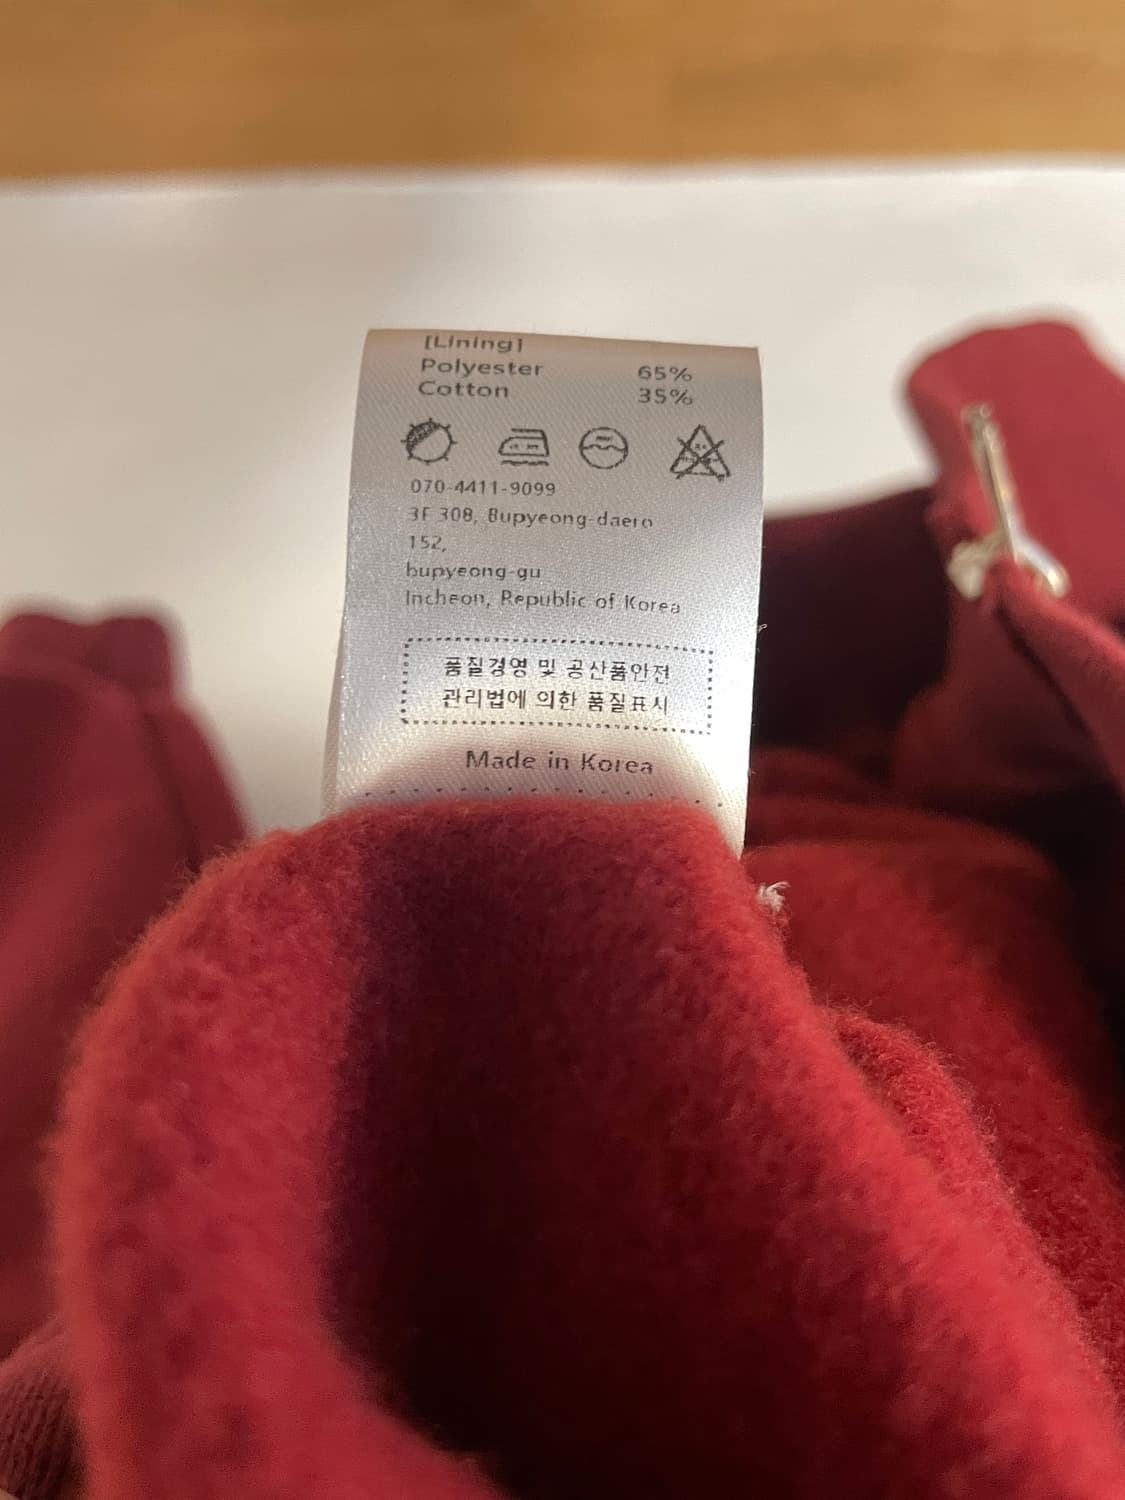 [Lining]
Polyester 65%
Cotton 35%
070-4411-9099
3F 308, Bupyeong-daero
152,
bupyeong-gu
Incheon, Republic of Korea
품질경영 및 공산품안전
관리법에 의한 품질표시
Made in Korea